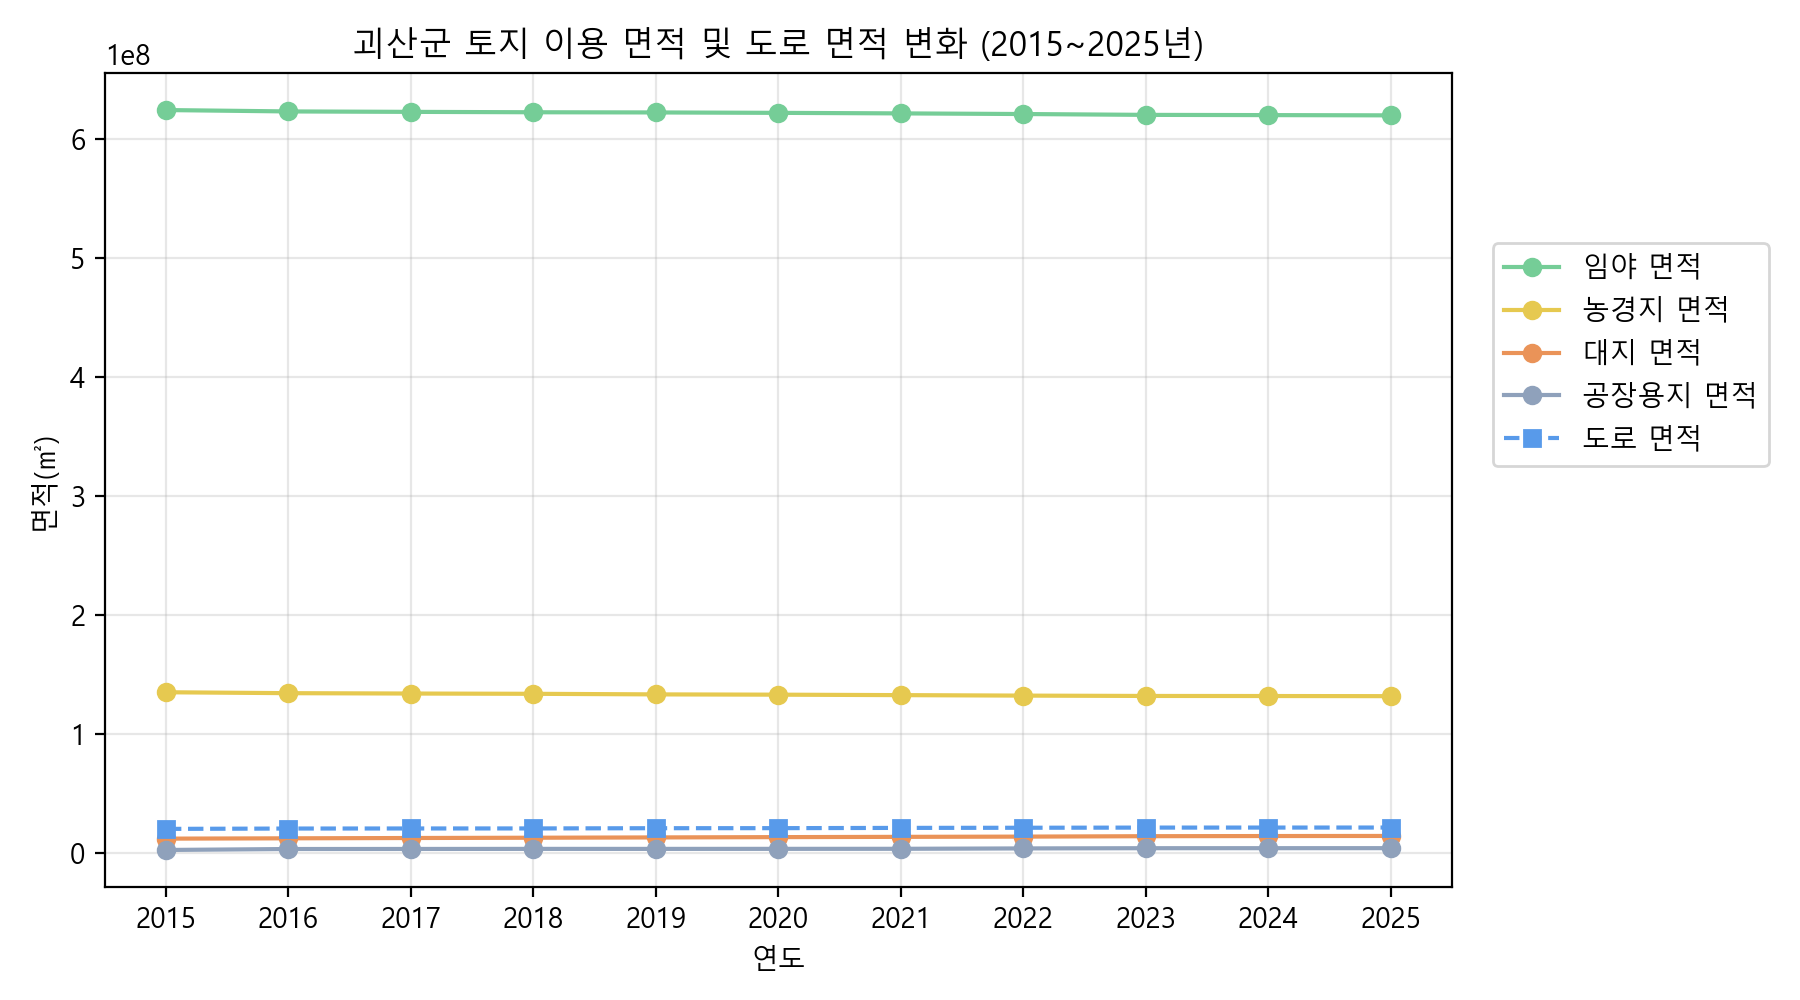 괴산군 토지 이용 면적 및 도로 면적 변화 (2015~2025년)
1e8
6
5
4
3
2
1
0
면적(㎡)
2015 2016 2017 2018 2019 2020 2021 2022 2023 2024 2025
연도
임야 면적
농경지 면적
대지 면적
공장용지 면적
도로 면적